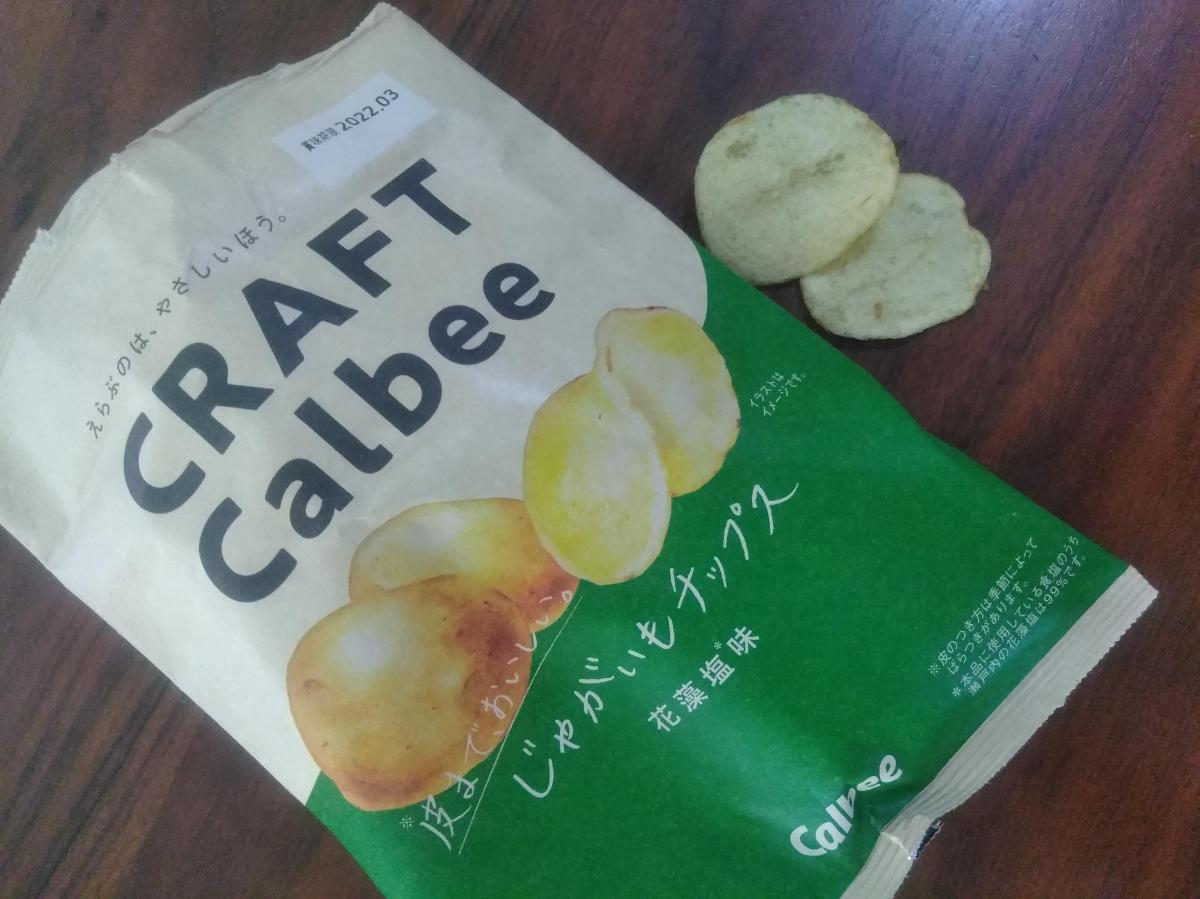 賞味期限 2022.03
えらぶのは、やさしいほう。
CRAFT
Calbee
イラストは
イメージです。
※皮までおいしい。
じゃがいもチップス
花藻塩*味
※皮のつき方は季節によって
ばらつきがあります。
*本品に使用している食塩のうち
瀬戸内の花藻塩は99%です。
Calbee